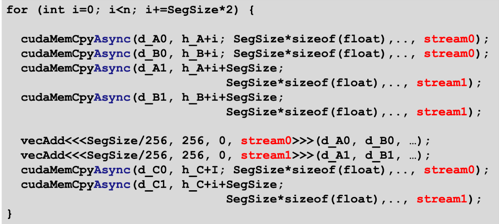 for (int i=0; i<n; i+=SegSize*2) {
cudaMemCpyAsync(d_A0, h_A+i; SegSize*sizeof(float),.., stream0);
cudaMemCpyAsync(d_B0, h_B+i; SegSize*sizeof(float),.., stream0);
cudaMemCpyAsync(d_A1, h_A+i+SegSize;
SegSize*sizeof(float),.., stream1);
cudaMemCpyAsync(d_B1, h_B+i+SegSize;
SegSize*sizeof(float),.., stream1);
vecAdd<<<SegSize/256, 256, 0, stream0>>>(d_A0, d_B0, …);
vecAdd<<<SegSize/256, 256, 0, stream1>>>(d_A1, d_B1, …);
cudaMemCpyAsync(d_C0, h_C+I; SegSize*sizeof(float),.., stream0);
cudaMemCpyAsync(d_C1, h_C+i+SegSize;
SegSize*sizeof(float),.., stream1);
}